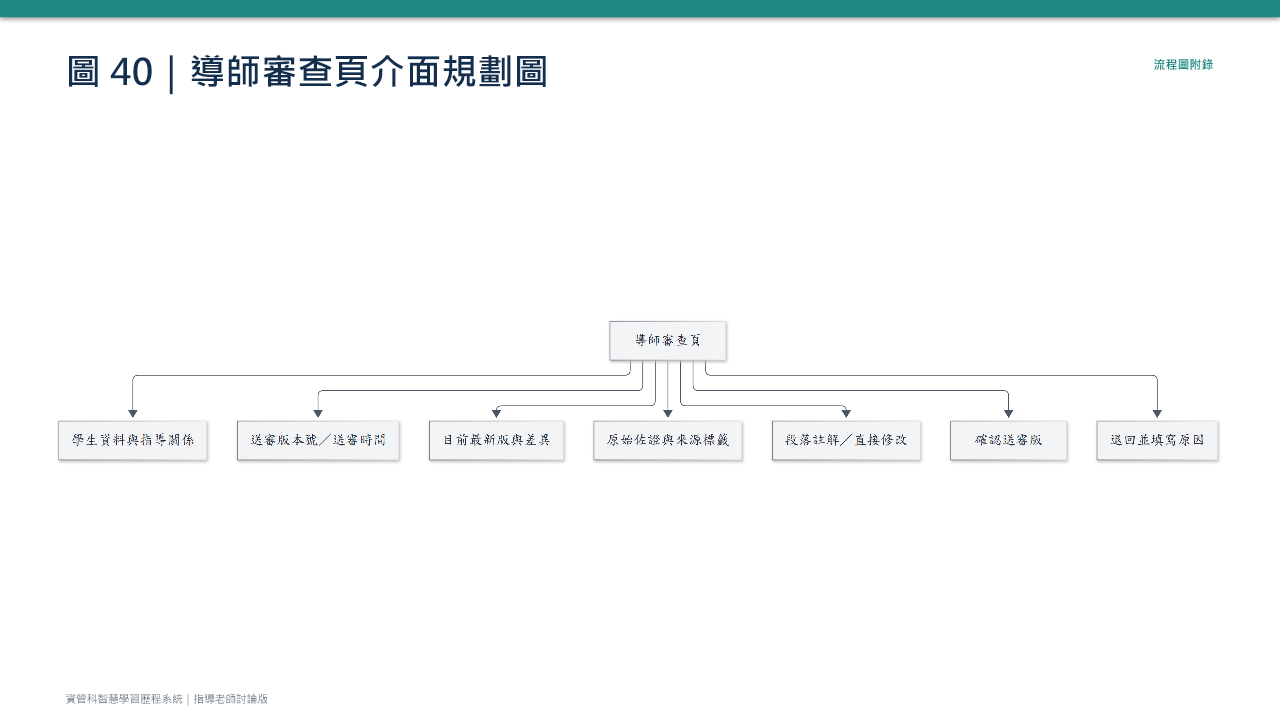 圖 40｜導師審查頁介面規劃圖
流程圖附錄
導師審查頁
學生資料與指導關係
送審版本號／送審時間
目前最新版與差異
原始佐證與來源標籤
段落註解／直接修改
確認送審版
退回並填寫原因
資管科智慧學習歷程系統｜指導老師討論版